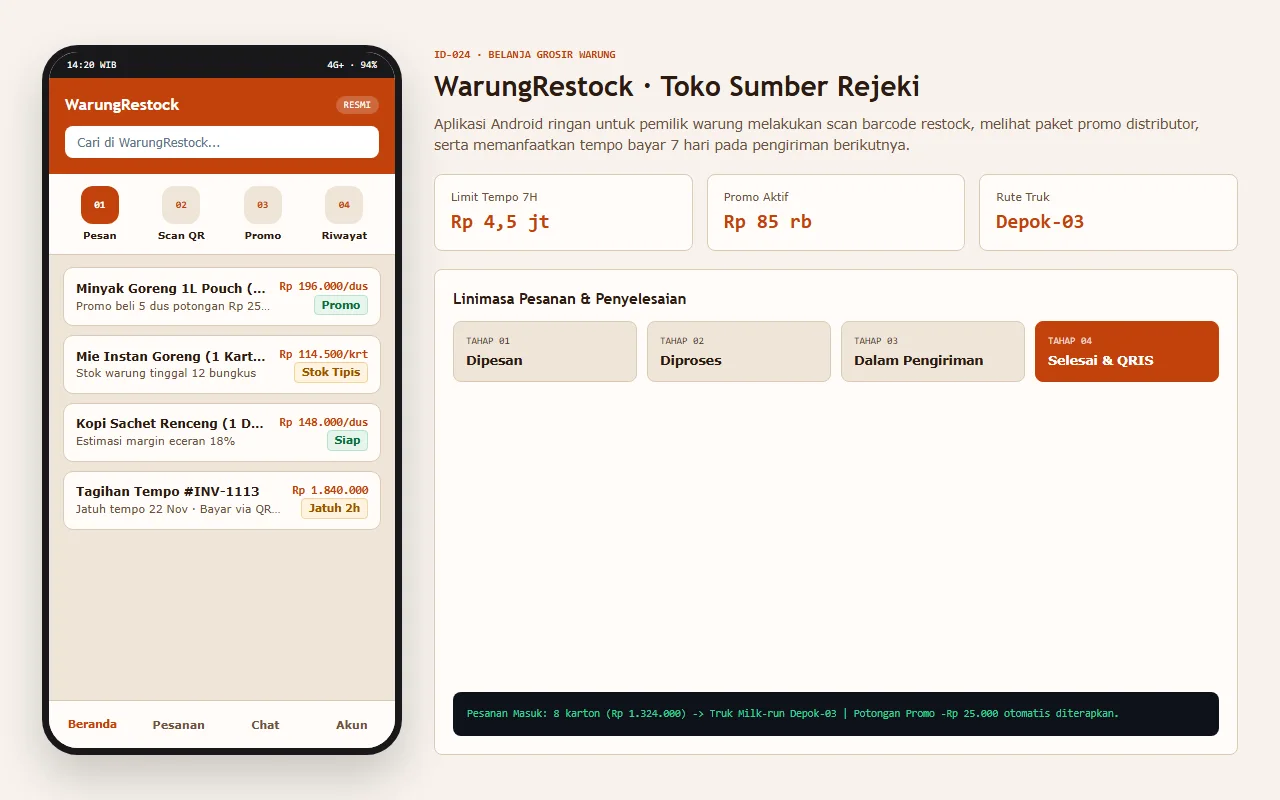 14:20 WIB
4G+ · 94%
WarungRestock
RESMI
Cari di WarungRestock...
01
02
03
04
Pesan
Scan QR
Promo
Riwayat
Minyak Goreng 1L Pouch (...
Rp 196.000/dus
Promo beli 5 dus potongan Rp 25...
Promo
Mie Instan Goreng (1 Kart...
Rp 114.500/krt
Stok warung tinggal 12 bungkus
Stok Tipis
Kopi Sachet Renceng (1 D...
Rp 148.000/dus
Estimasi margin eceran 18%
Siap
Tagihan Tempo #INV-1113
Rp 1.840.000
Jatuh tempo 22 Nov · Bayar via QR...
Jatuh 2h
Beranda
Pesanan
Chat
Akun
ID-024 · BELANJA GROSIR WARUNG
WarungRestock · Toko Sumber Rejeki
Aplikasi Android ringan untuk pemilik warung melakukan scan barcode restock, melihat paket promo distributor,
serta memanfaatkan tempo bayar 7 hari pada pengiriman berikutnya.
Limit Tempo 7H
Rp 4,5 jt
Promo Aktif
Rp 85 rb
Rute Truk
Depok-03
Linimasa Pesanan & Penyelesaian
TAHAP 01
Dipesan
TAHAP 02
Diproses
TAHAP 03
Dalam Pengiriman
TAHAP 04
Selesai & QRIS
Pesanan Masuk: 8 karton (Rp 1.324.000) -> Truk Milk-run Depok-03 | Potongan Promo -Rp 25.000 otomatis diterapkan.